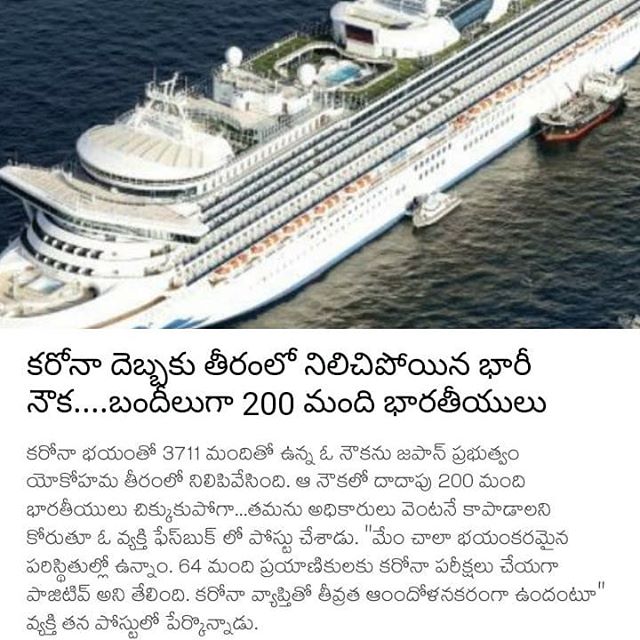 కరోనా దెబ్బకు తీరంలో నిలిచిపోయిన భారీ
నౌక....బందీలుగా 200 మంది భారతీయులు
కరోనా భయంతో 3711 మందితో ఉన్న ఓ నౌకను జపాన్ ప్రభుత్వం
యోకోహమ తీరంలో నిలిపివేసింది. ఆ నౌకలో దాదాపు 200 మంది
భారతీయులు చిక్కుకుపోగా...తమను అధికారులు వెంటనే కాపాడాలని
కోరుతూ ఓ వ్యక్తి ఫేస్‌బుక్ లో పోస్టు చేశాడు. "మేం చాలా భయంకరమైన
పరిస్థితుల్లో ఉన్నాం. 64 మంది ప్రయాణికులకు కరోనా పరీక్షలు చేయగా
పాజిటివ్ అని తేలింది. కరోనా వ్యాప్తితో తీవ్రత ఆంందోళనకరంగా ఉందంటూ"
వ్యక్తి తన పోస్టులో పేర్కొన్నాడు.